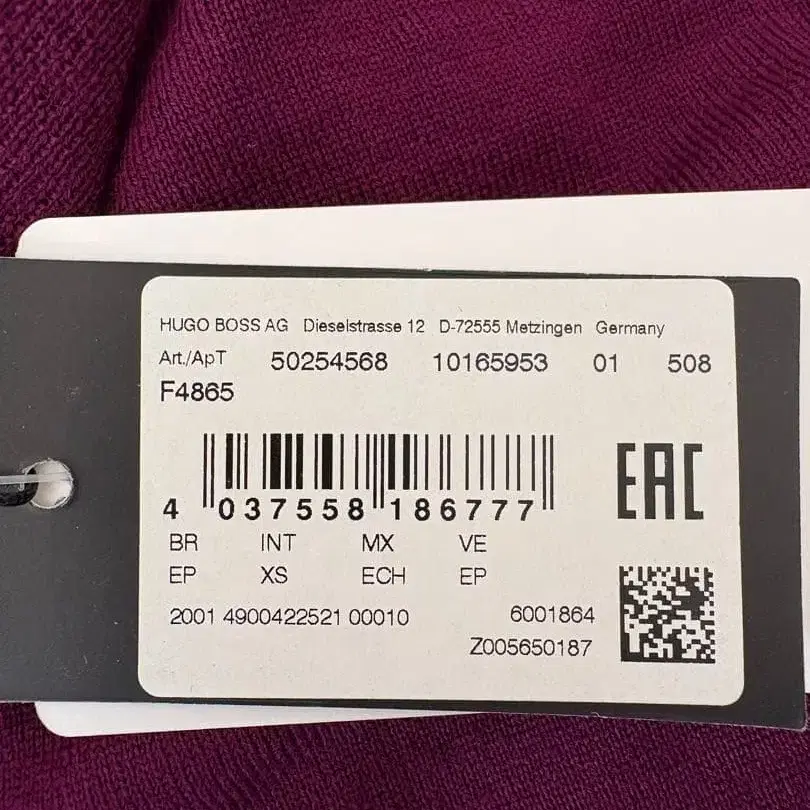 HUGO BOSS AG Dieselstrasse 12 D-72555 Metzingen Germany
Art./ApT 50254568 10165953 01 508
F4865
4 037558 186777
EAC
BR INT MX VE
EP XS ECH EP
2001 4900422521 00010 6001864
Z005650187